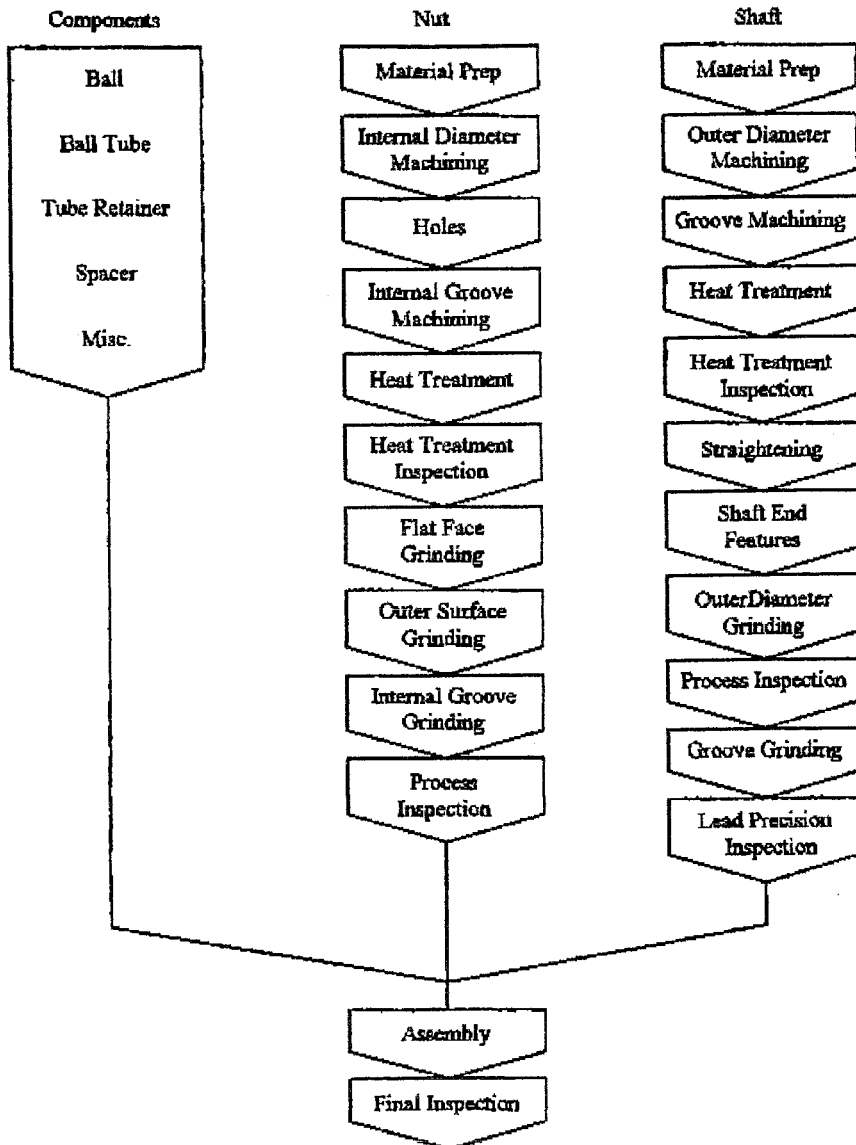 Components
Ball
Ball Tube
Tube Retainer
Spacer
Misc.
Nut
Material Prep
Internal Diameter
Machining
Holes
Internal Groove
Machining
Heat Treatment
Heat Treatment
Inspection
Flat Face
Grinding
Outer Surface
Grinding
Internal Groove
Grinding
Process
Inspection
Shaft
Material Prep
Outer Diameter
Machining
Groove Machining
Heat Treatment
Heat Treatment
Inspection
Straightening
Shaft End
Features
OuterDiameter
Grinding
Process Inspection
Groove Grinding
Lead Precision
Inspection
Assembly
Final Inspection